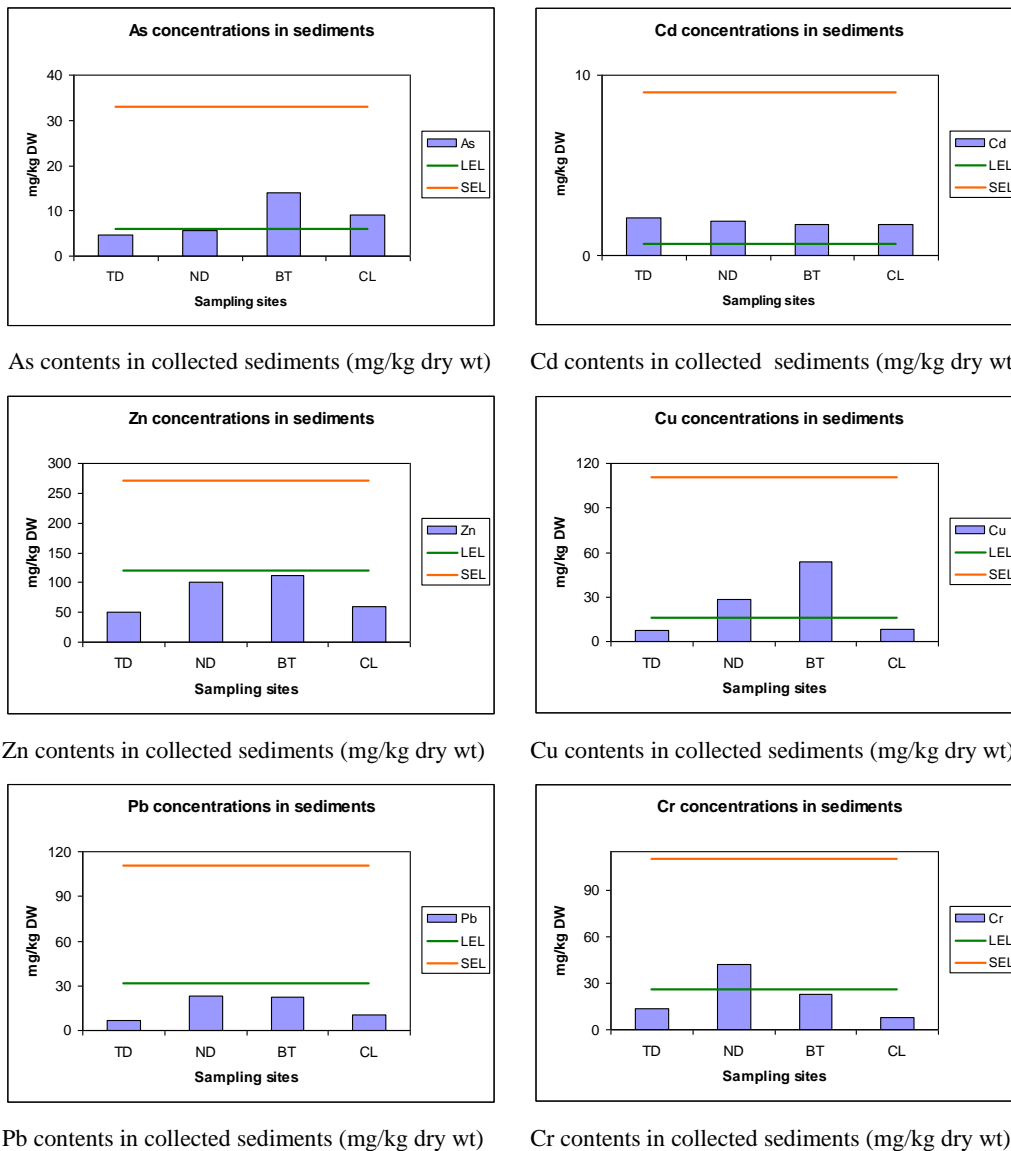 As concentrations in sediments
40
30
20
10
0
mg/kg DW
TD ND BT CL
Sampling sites
As
LEL
SEL
As contents in collected sediments (mg/kg dry wt)
Cd concentrations in sediments
10
5
0
mg/kg DW
TD ND BT CL
Sampling sites
Cd
LEL
SEL
Cd contents in collected sediments (mg/kg dry wt
Zn concentrations in sediments
300
250
200
150
100
50
0
mg/kg DW
TD ND BT CL
Sampling sites
Zn
LEL
SEL
Zn contents in collected sediments (mg/kg dry wt)
Cu concentrations in sediments
120
90
60
30
0
mg/kg DW
TD ND BT CL
Sampling sites
Cu
LEL
SEL
Cu contents in collected sediments (mg/kg dry wt)
Pb concentrations in sediments
120
90
60
30
0
mg/kg DW
TD ND BT CL
Sampling sites
Pb
LEL
SEL
Pb contents in collected sediments (mg/kg dry wt)
Cr concentrations in sediments
90
60
30
0
mg/kg DW
TD ND BT CL
Sampling sites
Cr
LEL
SEL
Cr contents in collected sediments (mg/kg dry wt)